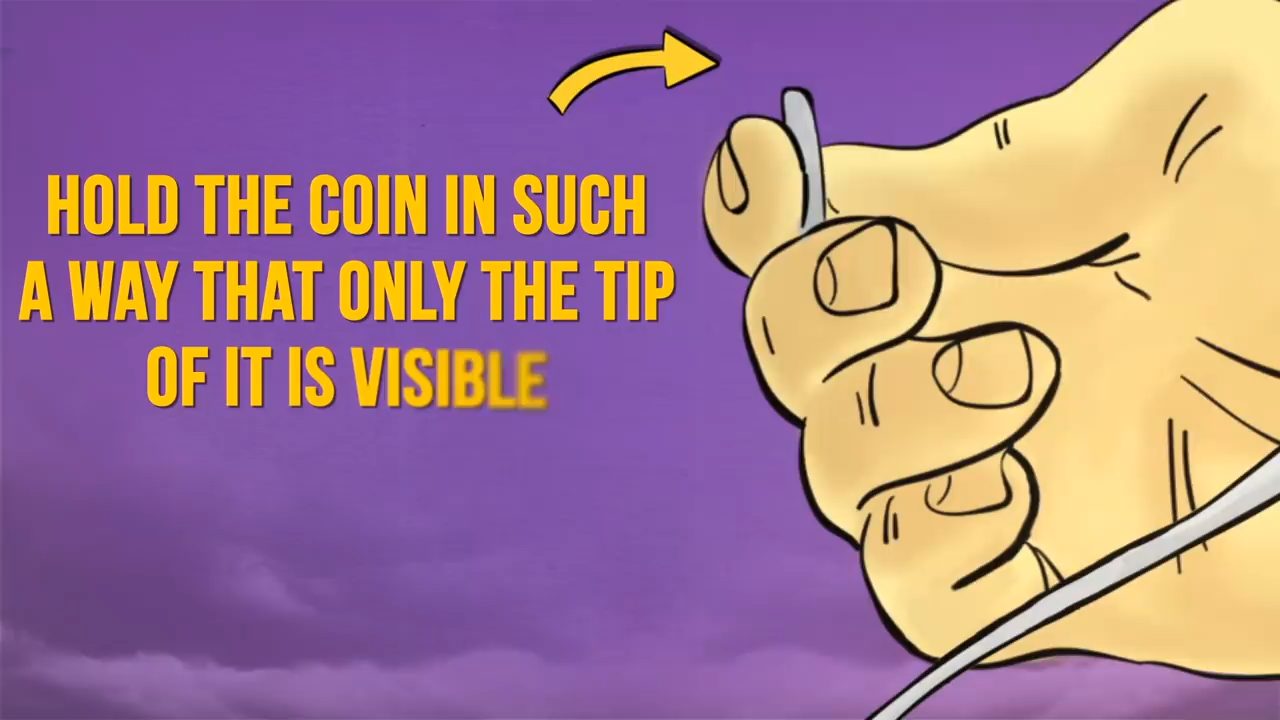 HOLD THE COIN IN SUCH
A WAY THAT ONLY THE TIP
OF IT IS VISIBLE